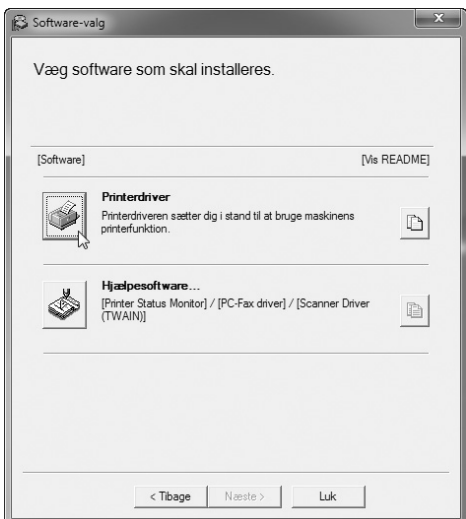 Software-valg
Væg software som skal installeres.
[Software] [Vis README]
Printerdriver
Printerdriveren sætter dig i stand til at bruge maskinens
printerfunktion.
Hjælpesoftware...
[Printer Status Monitor] / [PC-Fax driver] / [Scanner Driver
(TWAIN)]
< Tibage Næste > Luk